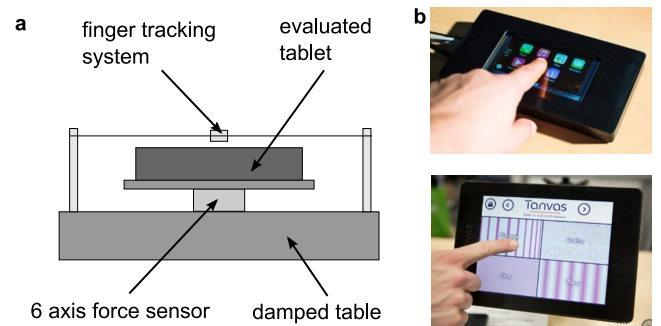 a
finger tracking
system
evaluated
tablet
6 axis force sensor
damped table
b
Tanvas